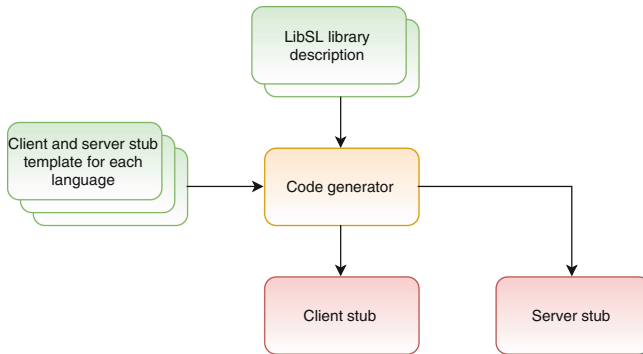 LibSL library
description
Client and server stub
template for each
language
Code generator
Client stub
Server stub